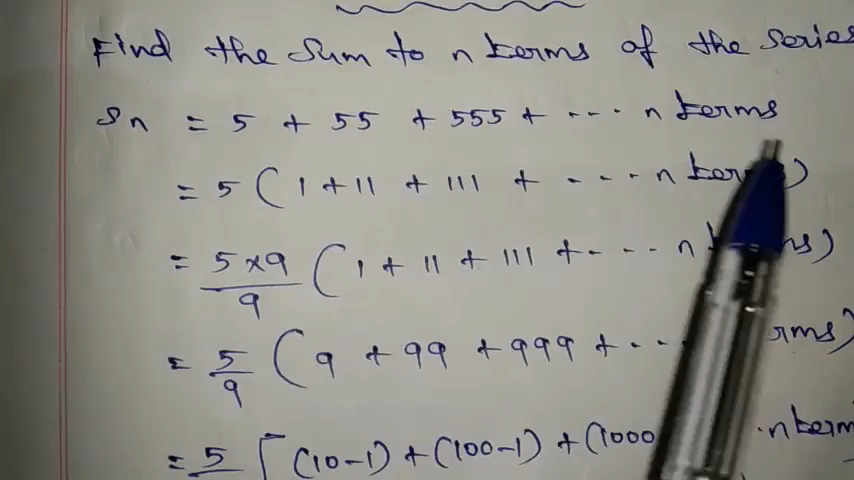 Find the Sum to n terms of the series
Sn = 5 + 55 + 555 + - - - - n terms
= 5 ( 1 + 11 + 111 + - - - - n )
= 5×9/9 ( 1 + 11 + 111 + - - - - n )
= 5/9 ( 9 + 99 + 999 + - - )
= 5 [ (10-1) + (100-1) + (1000 n